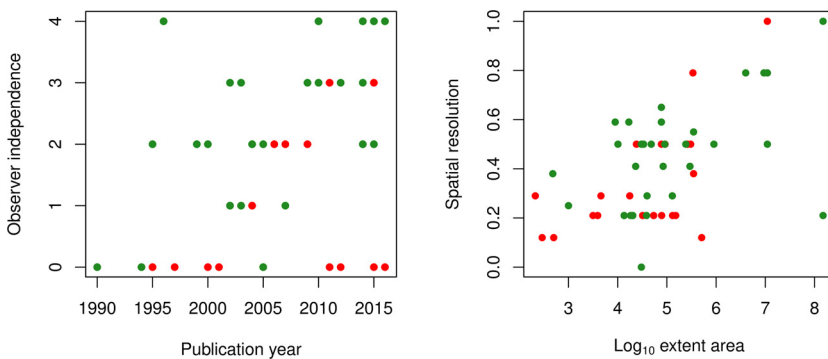 4
3
2
1
0
Observer independence
1990 1995 2000 2005 2010 2015
Publication year
1.0
0.8
0.6
0.4
0.2
0.0
Spatial resolution
3 4 5 6 7 8
Log₁₀ extent area